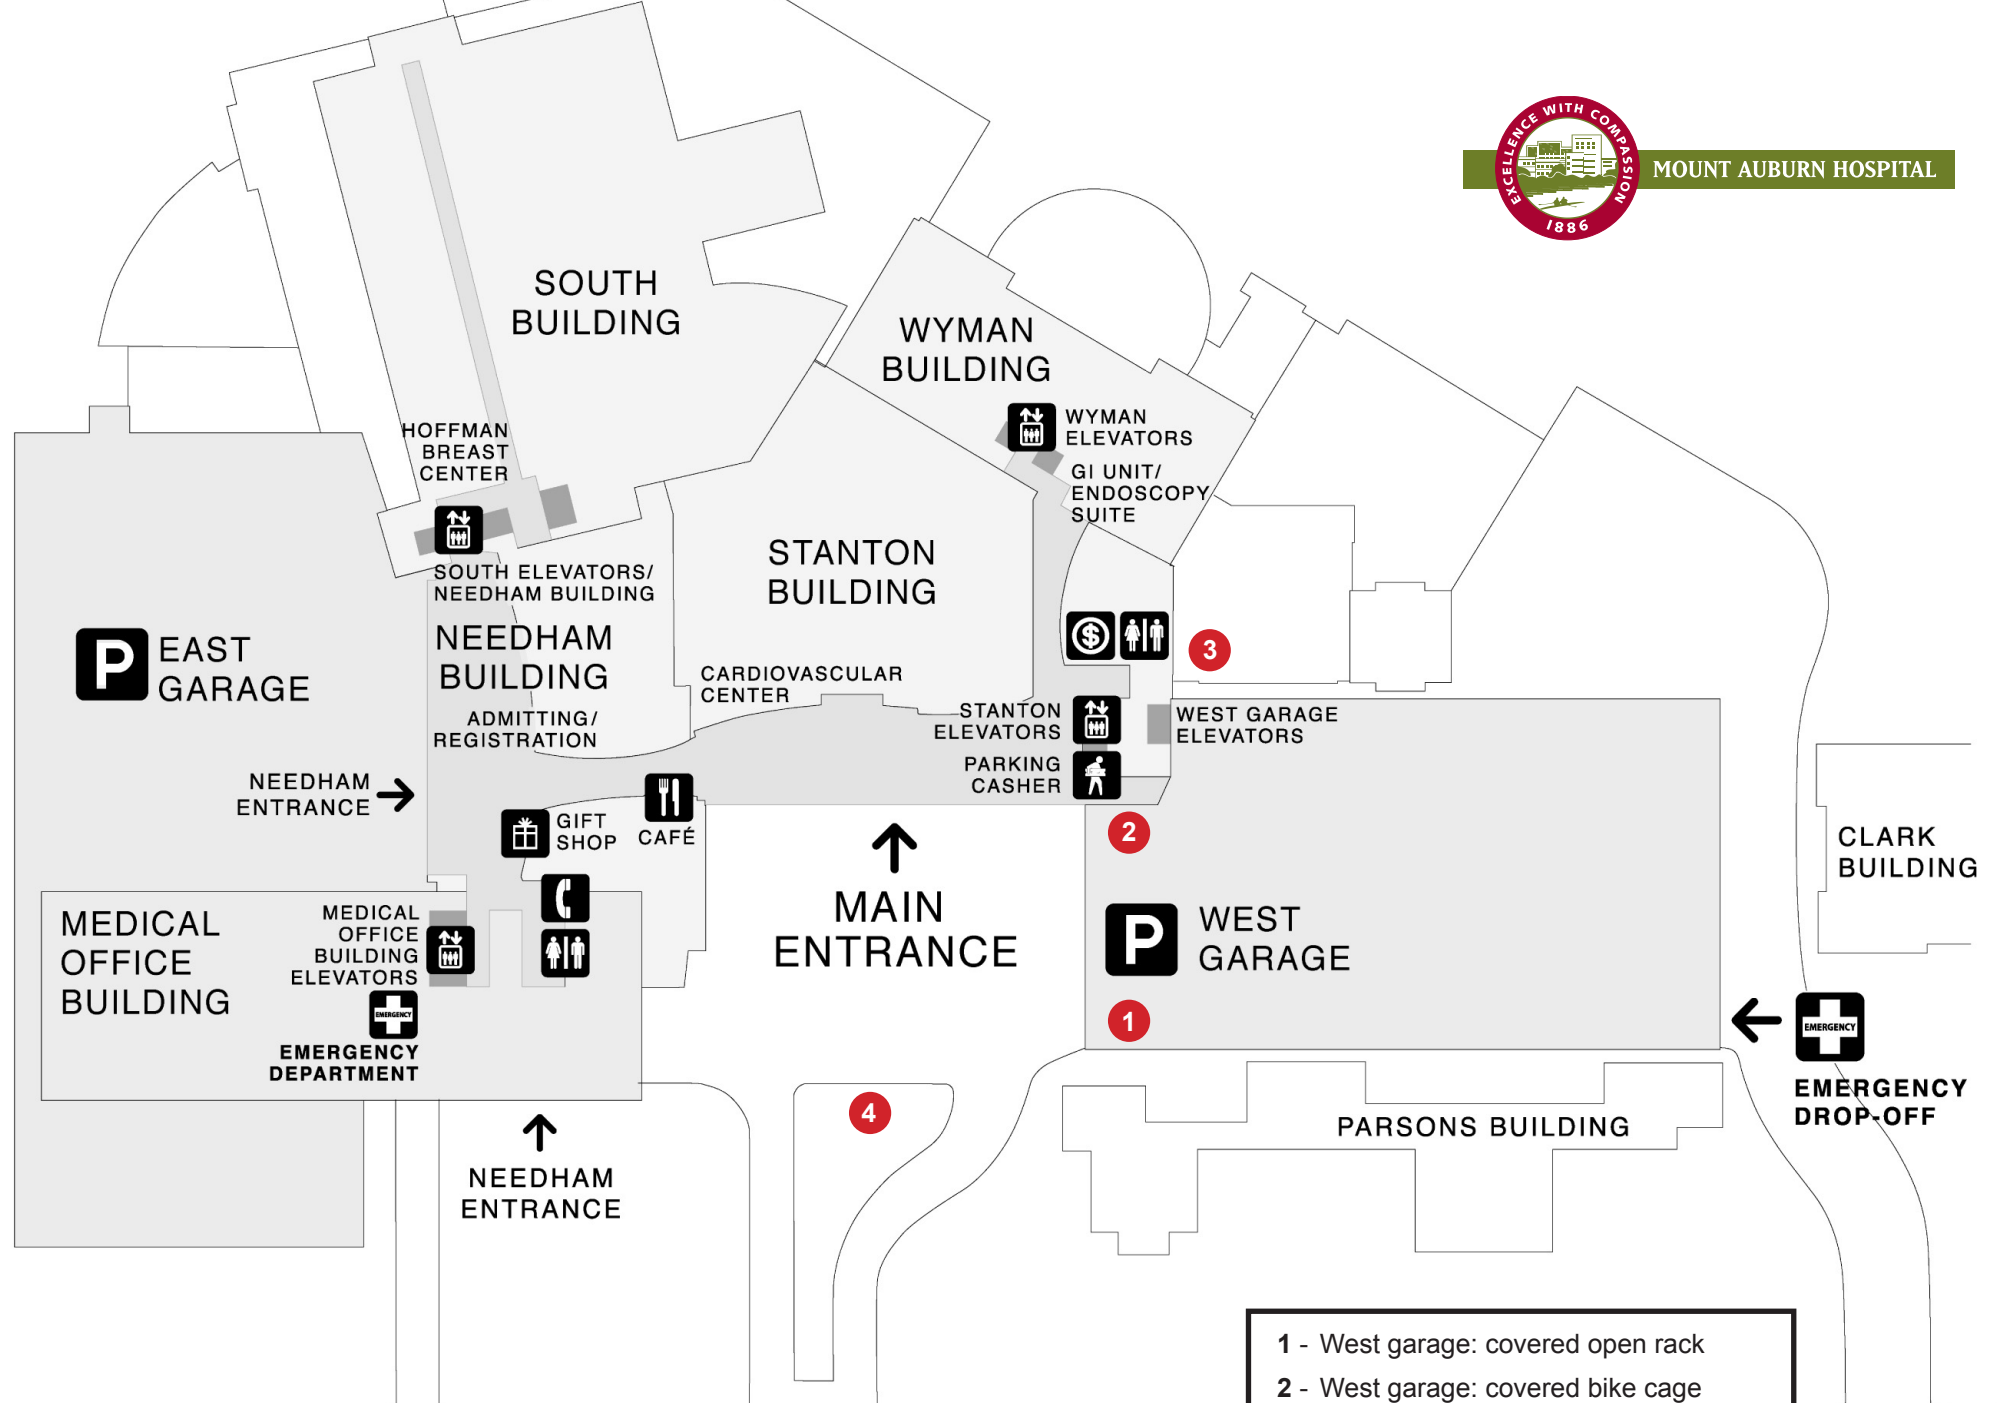 EXCELLENCE WITH COMPASSION
1886
MOUNT AUBURN HOSPITAL
SOUTH
BUILDING
WYMAN
BUILDING
HOFFMAN
BREAST
CENTER
WYMAN
ELEVATORS
GI UNIT/
ENDOSCOPY
SUITE
SOUTH ELEVATORS/
NEEDHAM BUILDING
STANTON
BUILDING
P
EAST
GARAGE
NEEDHAM
BUILDING
$
3
CARDIOVASCULAR
CENTER
ADMITTING/
REGISTRATION
STANTON
ELEVATORS
WEST GARAGE
ELEVATORS
PARKING
CASHER
NEEDHAM
ENTRANCE
GIFT
SHOP
CAFÉ
2
CLARK
BUILDING
MAIN
ENTRANCE
MEDICAL
OFFICE
BUILDING
MEDICAL
OFFICE
BUILDING
ELEVATORS
P
WEST
GARAGE
EMERGENCY
EMERGENCY
DEPARTMENT
1
EMERGENCY
EMERGENCY
DROP-OFF
4
PARSONS BUILDING
NEEDHAM
ENTRANCE
1 - West garage: covered open rack
2 - West garage: covered bike cage